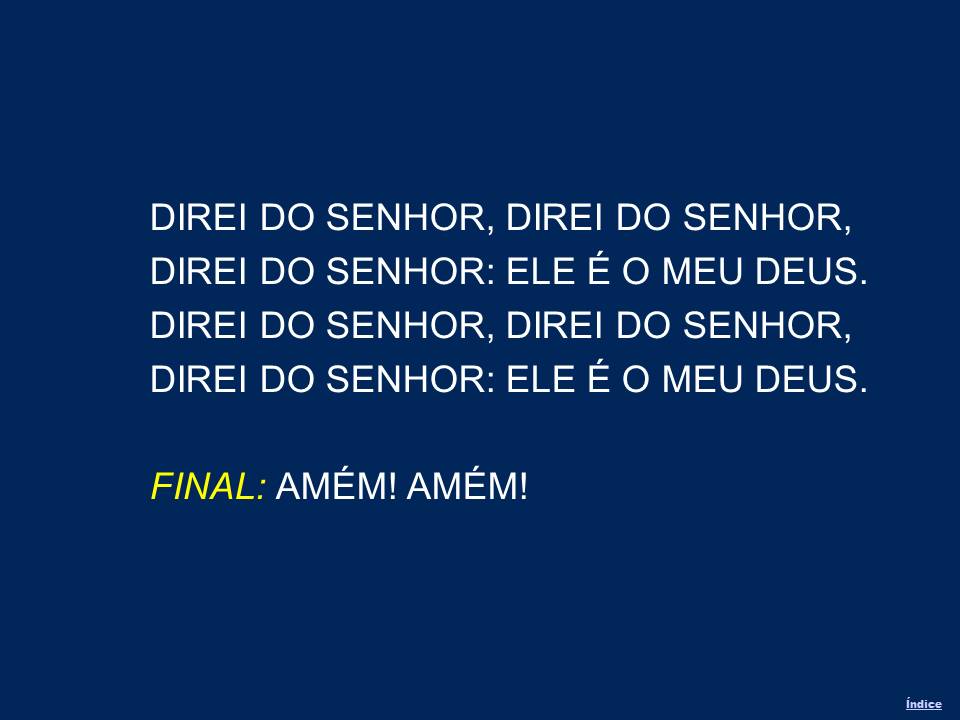 DIREI DO SENHOR, DIREI DO SENHOR,
DIREI DO SENHOR: ELE É O MEU DEUS.
DIREI DO SENHOR, DIREI DO SENHOR,
DIREI DO SENHOR: ELE É O MEU DEUS.
FINAL: AMÉM! AMÉM!
Índice